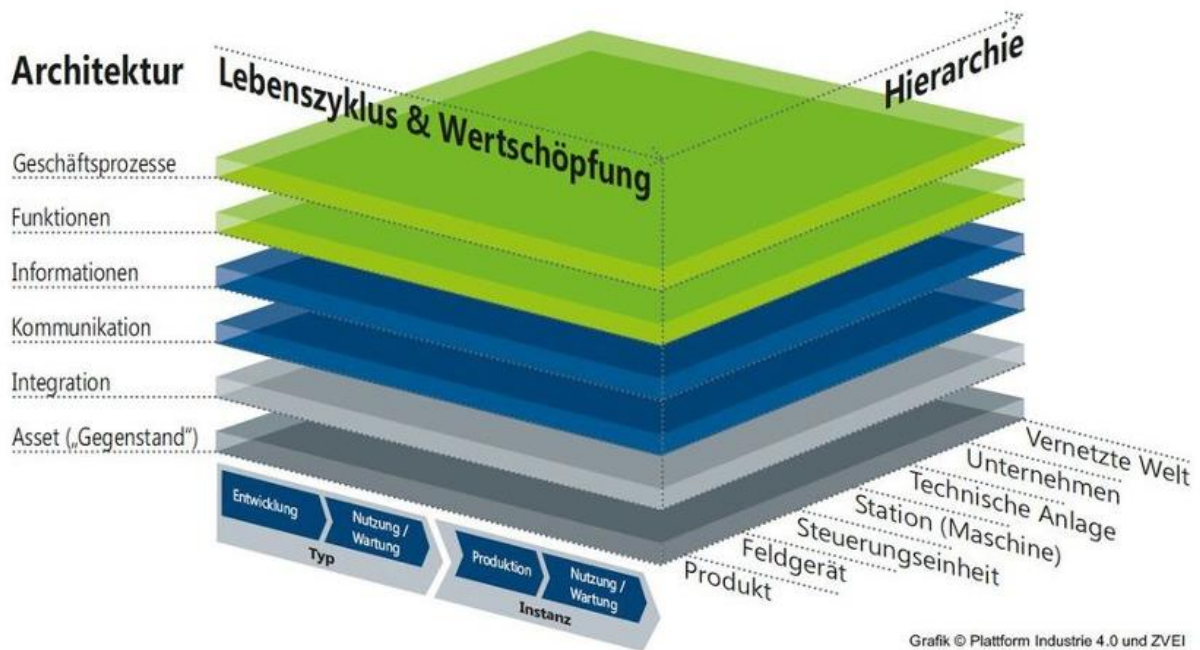 Architektur
Lebenszyklus & Wertschöpfung
Hierarchie
Geschäftsprozesse
Funktionen
Informationen
Kommunikation
Integration
Asset („Gegenstand“)
Entwicklung
Nutzung /
Wartung
Typ
Produktion
Nutzung /
Wartung
Instanz
Vernetzte Welt
Unternehmen
Technische Anlage
Station (Maschine)
Steuerungseinheit
Feldgerät
Produkt
Grafik © Plattform Industrie 4.0 und ZVEI